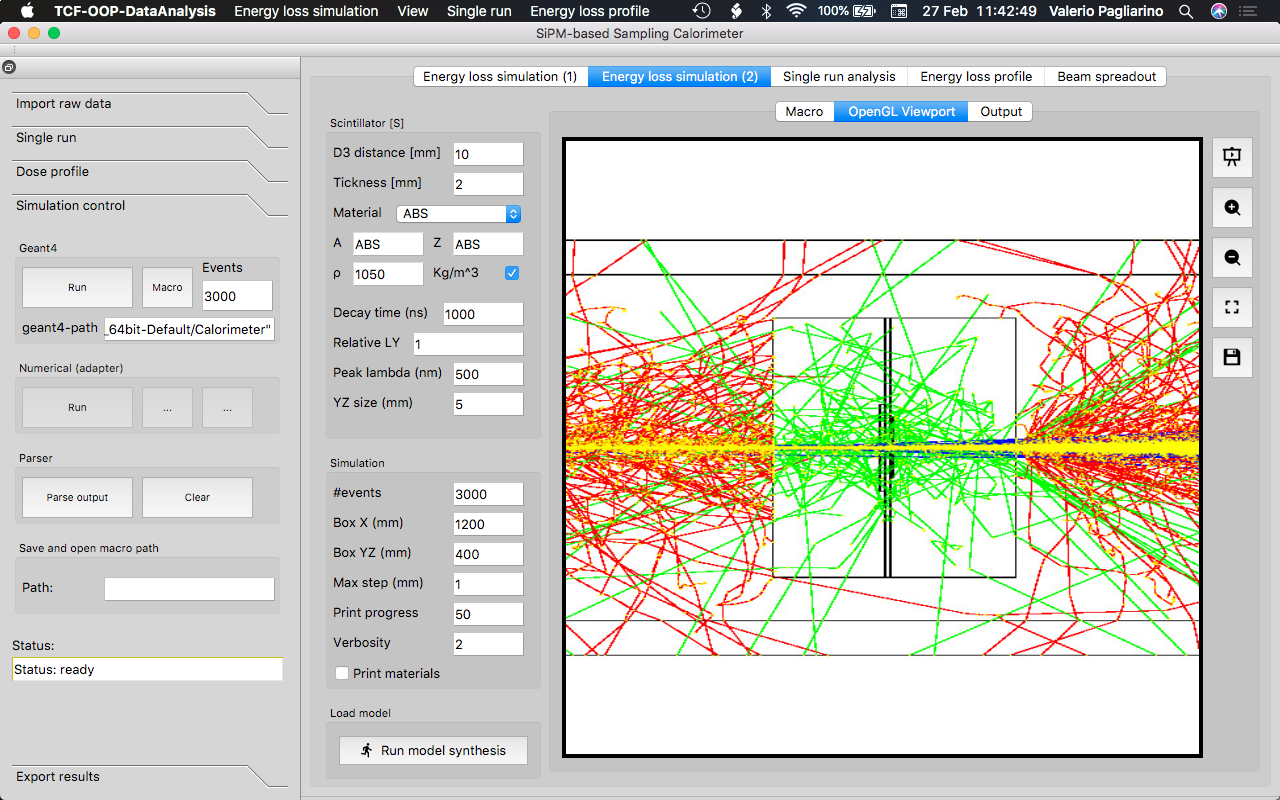 TCF-OOP-DataAnalysis Energy loss simulation View Single run Energy loss profile 100% 27 Feb 11:42:49 Valerio Pagliarino
SiPM-based Sampling Calorimeter
Import raw data
Single run
Dose profile
Simulation control
Geant4
Run Macro Events
3000
geant4-path _64bit-Default/Calorimeter"
Numerical (adapter)
Run ... ...
Parser
Parse output Clear
Save and open macro path
Path:
Status:
Status: ready
Export results
Energy loss simulation (1) Energy loss simulation (2) Single run analysis Energy loss profile Beam spreadout
Scintillator [S]
D3 distance [mm] 10
Tickness [mm] 2
Material ABS
A ABS Z ABS
ρ 1050 Kg/m^3
Decay time (ns) 1000
Relative LY 1
Peak lambda (nm) 500
YZ size (mm) 5
Simulation
#events 3000
Box X (mm) 1200
Box YZ (mm) 400
Max step (mm) 1
Print progress 50
Verbosity 2
Print materials
Load model
Run model synthesis
Macro OpenGL Viewport Output